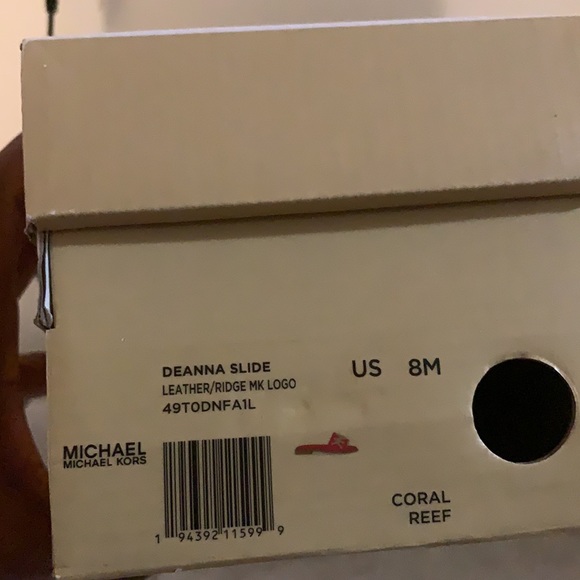 DEANNA SLIDE
LEATHER/RIDGE MK LOGO
49T0DNFA1L
US 8M
MICHAEL
MICHAEL KORS
1 94392 11599 9
CORAL
REEF